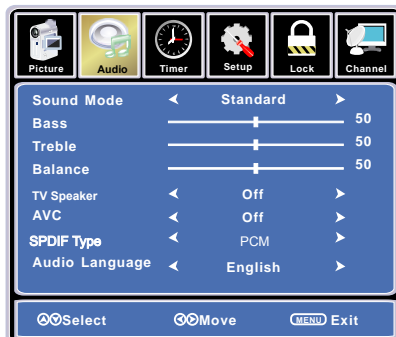 Picture Audio Timer Setup Lock Channel
Sound Mode Standard
Bass 50
Treble 50
Balance 50
TV Speaker Off
AVC Off
SPDIF Type PCM
Audio Language English
Select Move MENU Exit